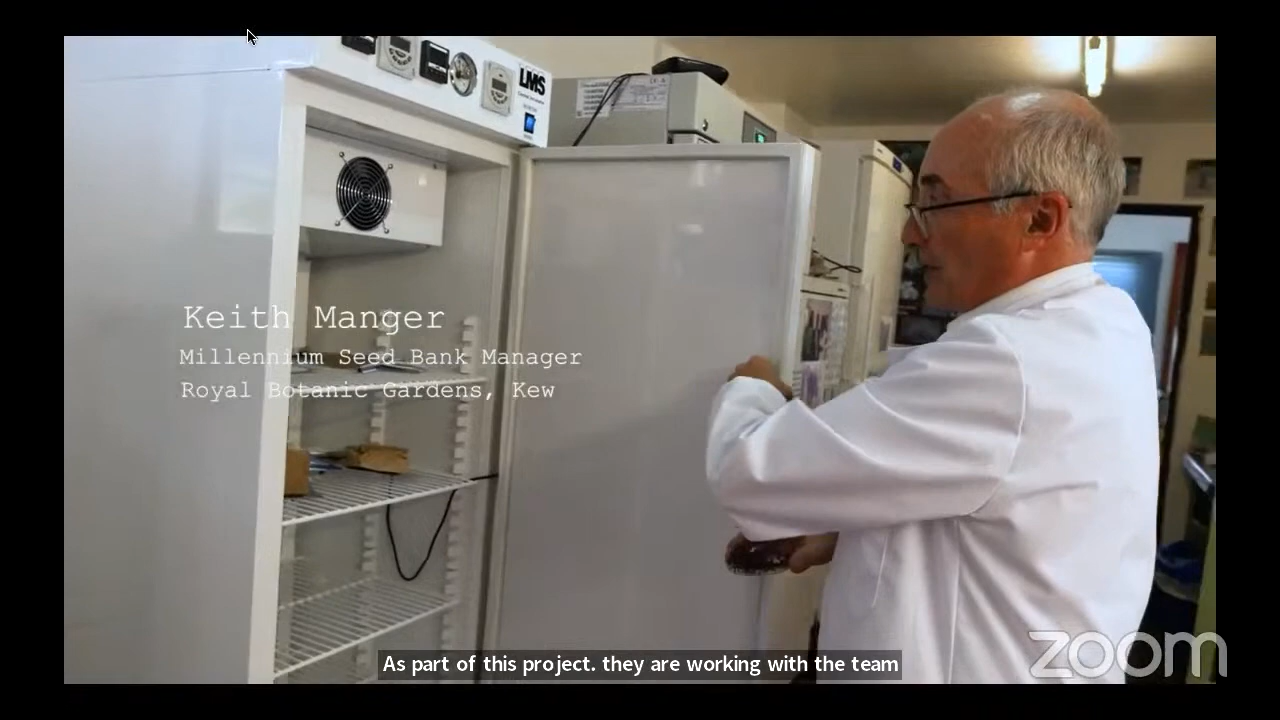 LMS
Keith Manger
Millennium Seed Bank Manager
Royal Botanic Gardens, Kew
As part of this project. they are working with the team
zoom